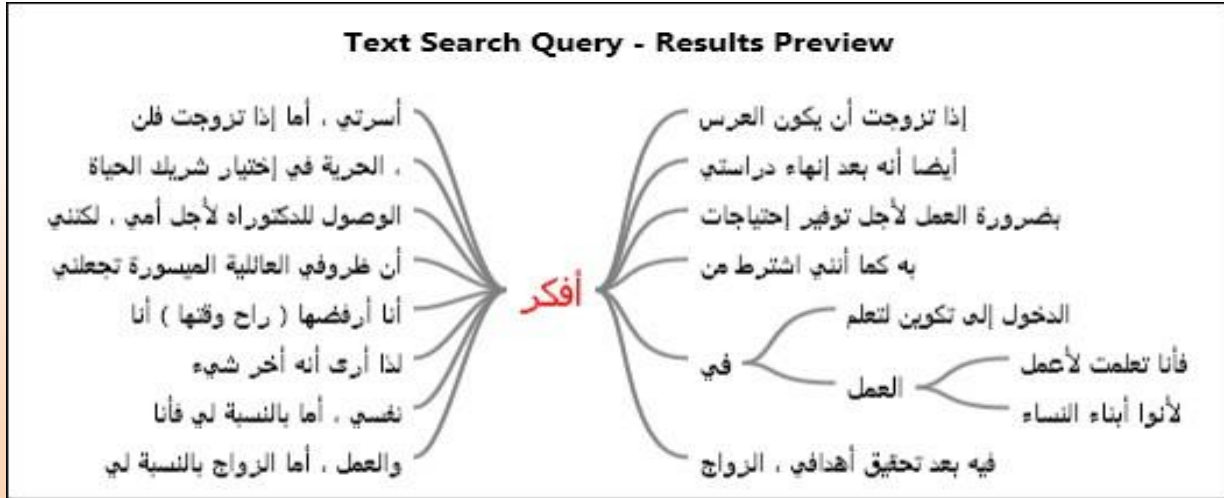 Text Search Query - Results Preview
أسرتي ، أما إذا تزوجت فلن
، الحرية في إختيار شريك الحياة
الوصول للدكتوراه لأجل أمي ، لكنني
أن ظروفي العائلية الميسورة تجعلني
أنا أرفضها ( راح وقتها ) أنا
لذا أرى أنه أخر شيء
نفسي ، أما بالنسبة لي فأنا
والعمل ، أما الزواج بالنسبة لي
أفكر
إذا تزوجت أن يكون العرس
أيضا أنه بعد إنهاء دراستي
بضرورة العمل لأجل توفير إحتياجات
به كما أنني اشترط من
في
الدخول إلى تكوين لتعلم
العمل
فأنا تعلمت لأعمل
لأنوا أبناء النساء
فيه بعد تحقيق أهدافي ، الزواج